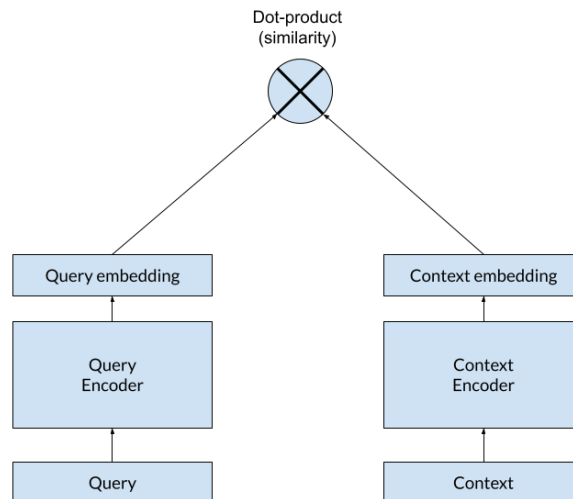 Dot-product
(similarity)
Query embedding
Context embedding
Query
Encoder
Context
Encoder
Query
Context